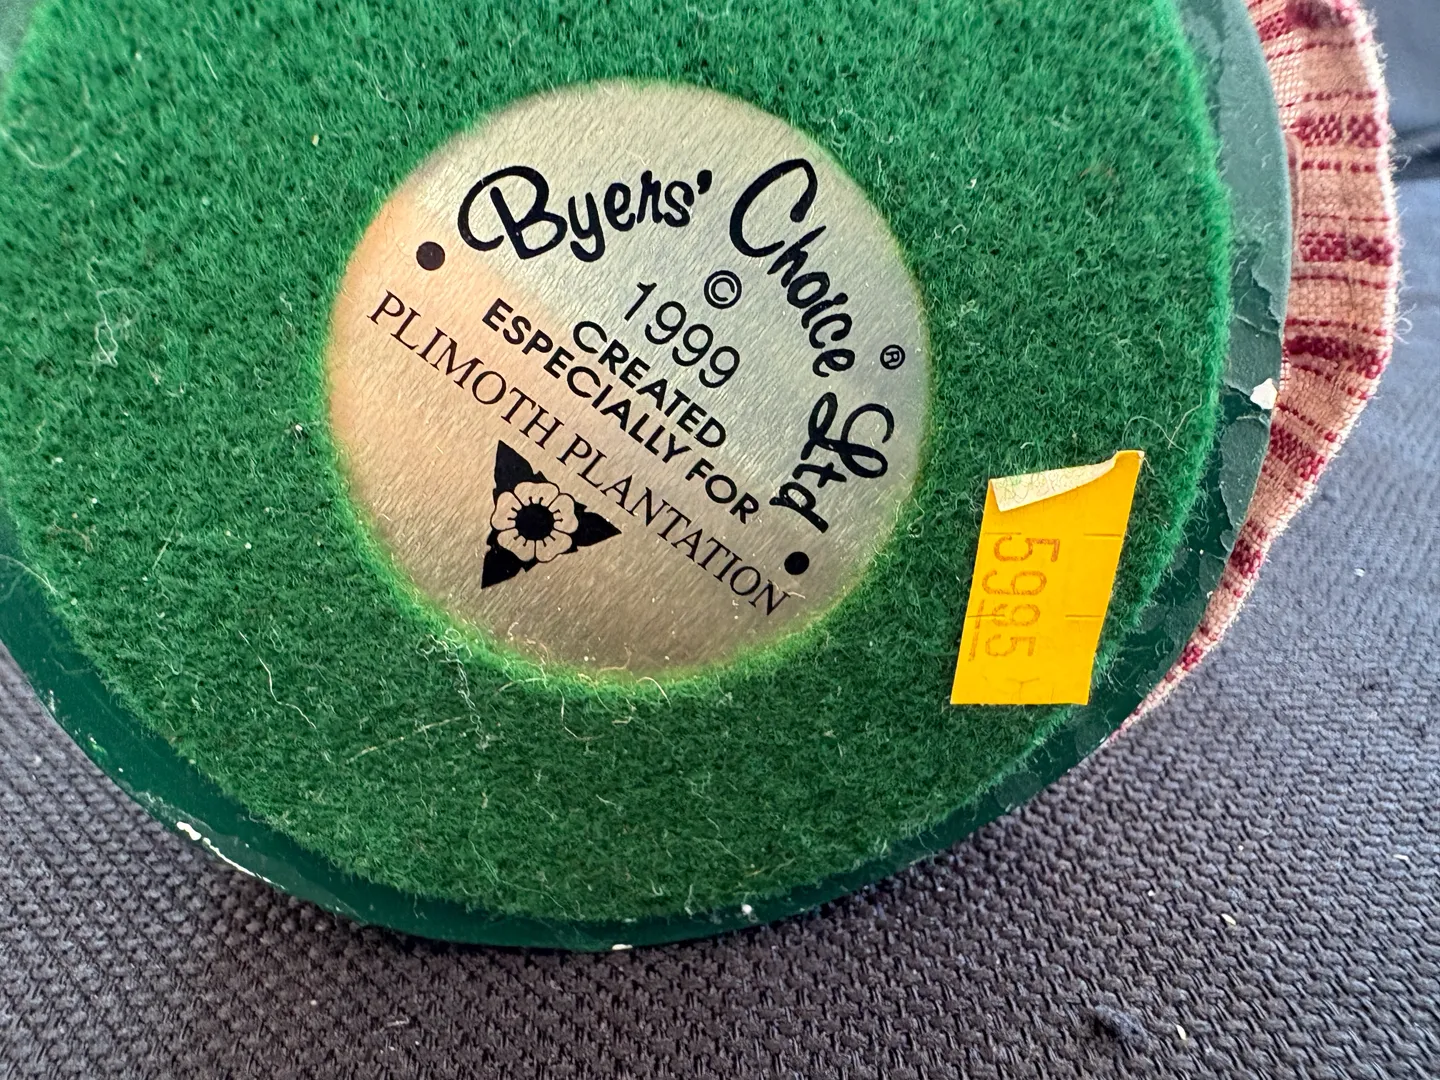 Byers' Choice ® Ltd
©
1999
CREATED
ESPECIALLY FOR
PLIMOTH PLANTATION
5995